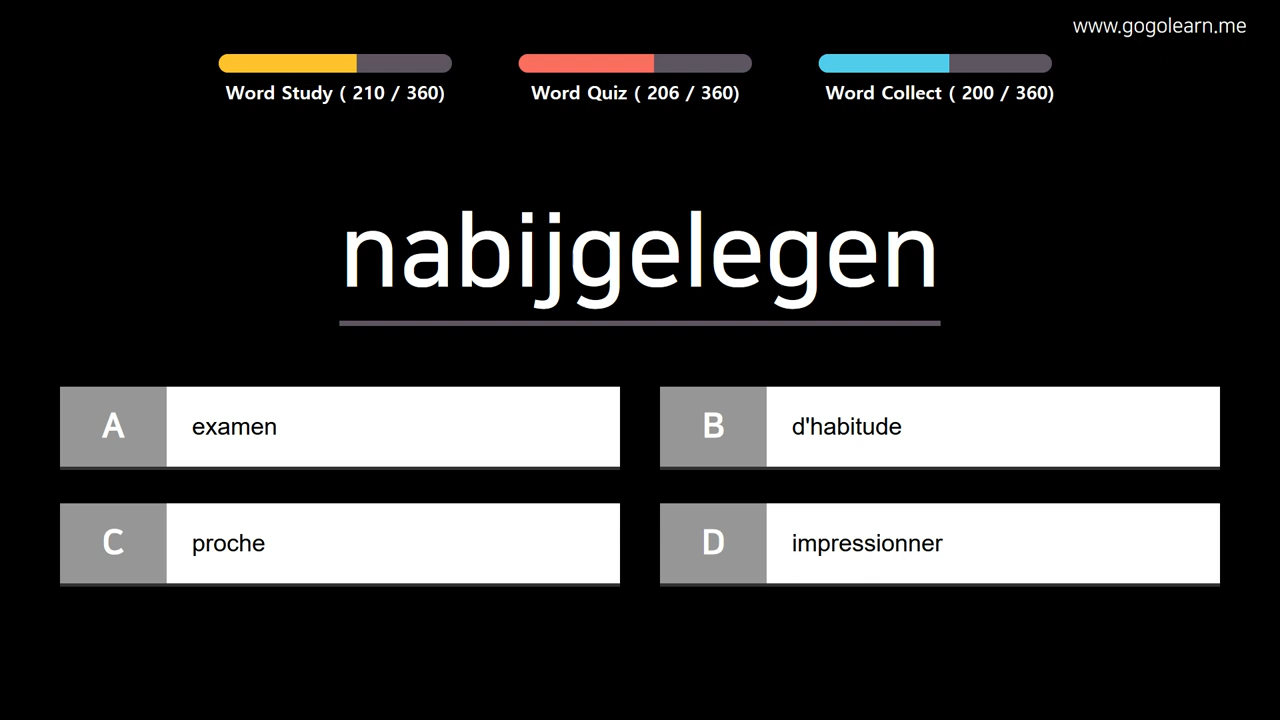 www.gogolearn.me
Word Study ( 210 / 360)
Word Quiz ( 206 / 360)
Word Collect ( 200 / 360)
nabijgelegen
A examen
B d'habitude
C proche
D impressionner